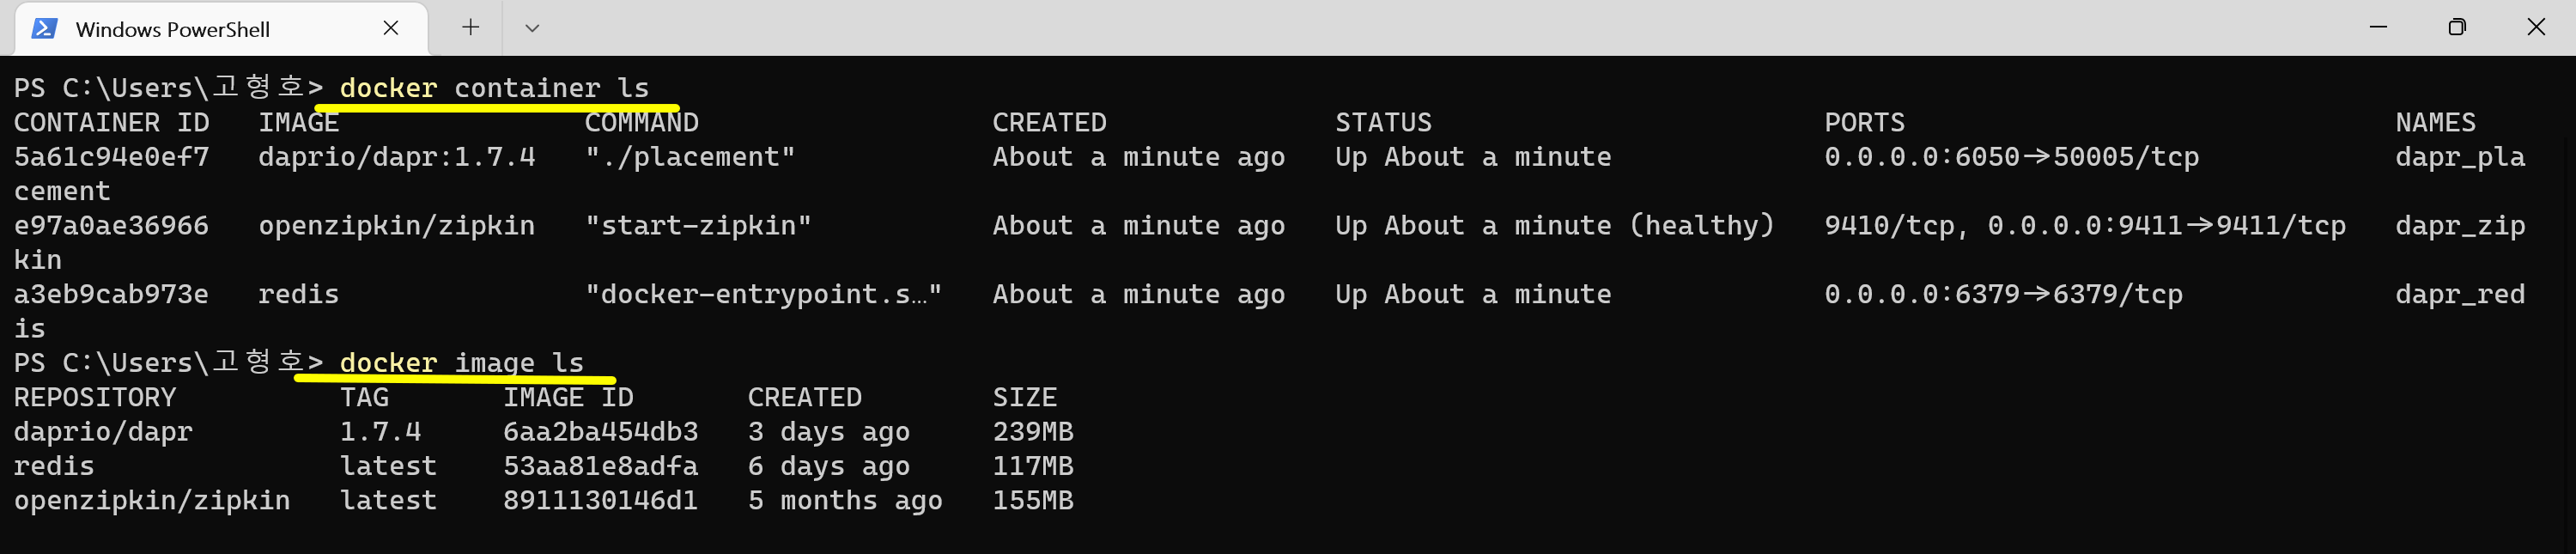 Windows PowerShell
PS C:\Users\고형호> docker container ls
CONTAINER ID   IMAGE               COMMAND                  CREATED              STATUS                        PORTS                              NAMES
5a61c94e0ef7   daprio/dapr:1.7.4   "./placement"            About a minute ago   Up About a minute             0.0.0.0:6050->50005/tcp            dapr_pla
cement
e97a0ae36966   openzipkin/zipkin   "start-zipkin"           About a minute ago   Up About a minute (healthy)   9410/tcp, 0.0.0.0:9411->9411/tcp   dapr_zip
kin
a3eb9cab973e   redis               "docker-entrypoint.s…"   About a minute ago   Up About a minute             0.0.0.0:6379->6379/tcp             dapr_red
is
PS C:\Users\고형호> docker image ls
REPOSITORY          TAG       IMAGE ID       CREATED        SIZE
daprio/dapr         1.7.4     6aa2ba454db3   3 days ago     239MB
redis               latest    53aa81e8adfa   6 days ago     117MB
openzipkin/zipkin   latest    8911130146d1   5 months ago   155MB